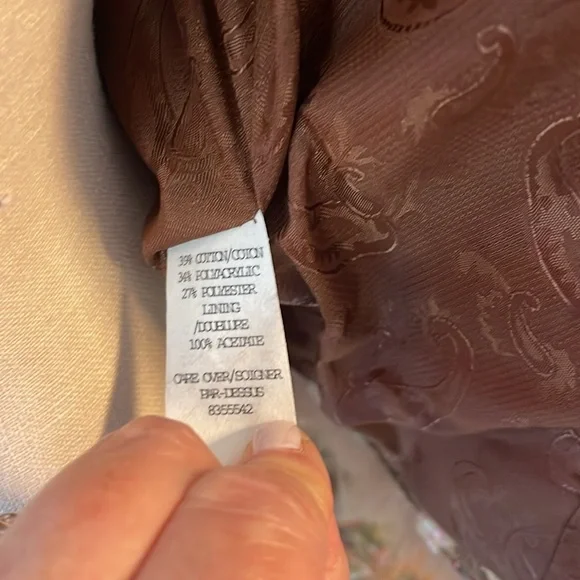 39% COTTON/COTON
34% POLYACRYLIC
27% POLYESTER
LINING
/DOUBLURE
100% ACETATE
CARE OVER/SOIGNER
PAR-DESSUS
8355542